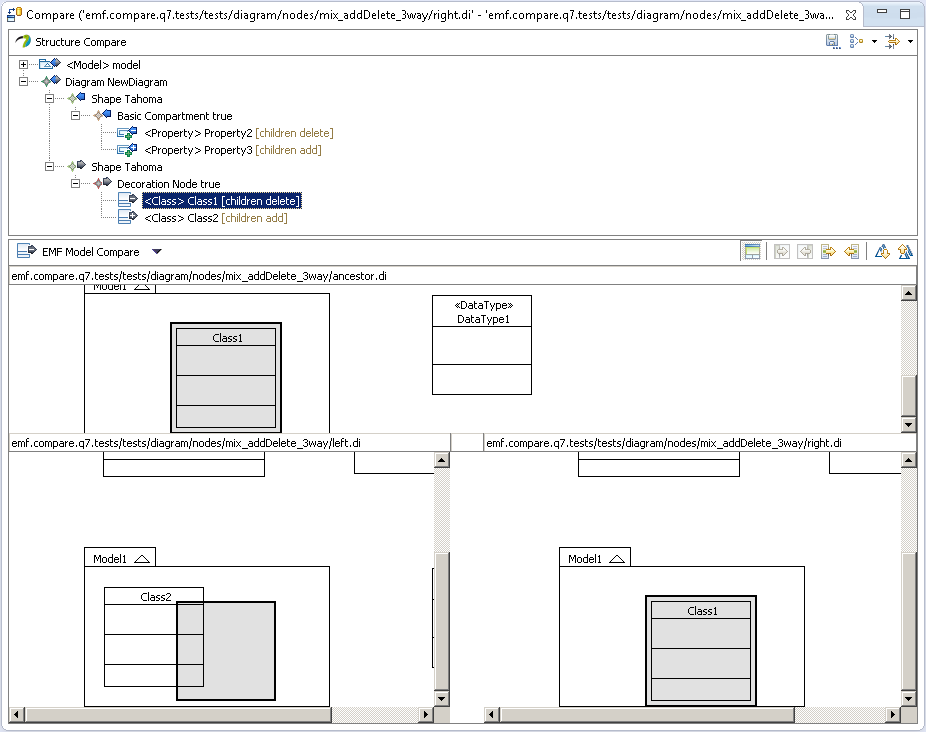 Compare ('emf.compare.q7.tests/tests/diagram/nodes/mix_addDelete_3way/right.di' - 'emf.compare.q7.tests/tests/diagram/nodes/mix_addDelete_3wa...
Structure Compare
<Model> model
Diagram NewDiagram
Shape Tahoma
Basic Compartment true
<Property> Property2 [children delete]
<Property> Property3 [children add]
Shape Tahoma
Decoration Node true
<Class> Class1 [children delete]
<Class> Class2 [children add]
EMF Model Compare
emf.compare.q7.tests/tests/diagram/nodes/mix_addDelete_3way/ancestor.di
Model1
«DataType»
DataType1
Class1
emf.compare.q7.tests/tests/diagram/nodes/mix_addDelete_3way/left.di
emf.compare.q7.tests/tests/diagram/nodes/mix_addDelete_3way/right.di
Model1
Class2
Model1
Class1